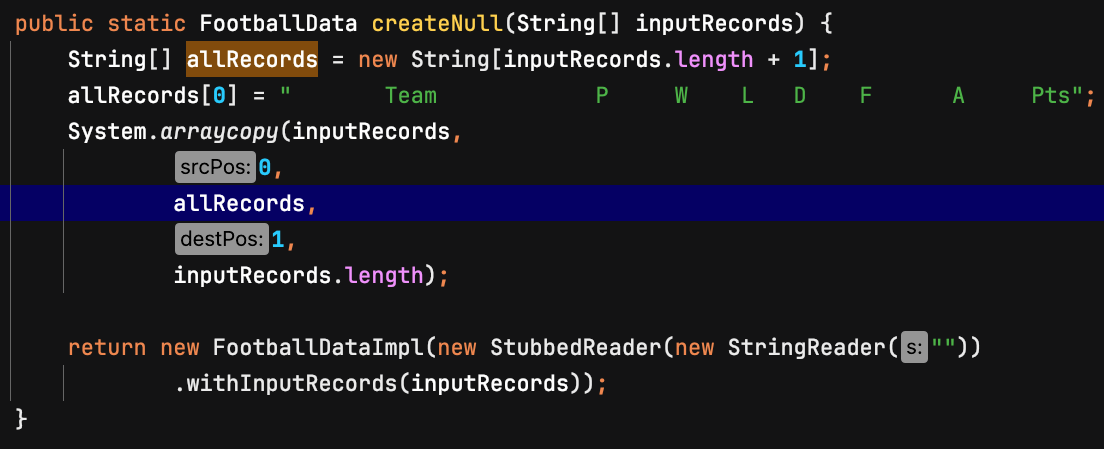 public static FootballData createNull(String[] inputRecords) {
    String[] allRecords = new String[inputRecords.length + 1];
    allRecords[0] = "       Team            P     W    L   D    F      A     Pts";
    System.arraycopy(inputRecords,
            srcPos: 0,
            allRecords,
            destPos: 1,
            inputRecords.length);
    return new FootballDataImpl(new StubbedReader(new StringReader( s: ""))
            .withInputRecords(inputRecords));
}